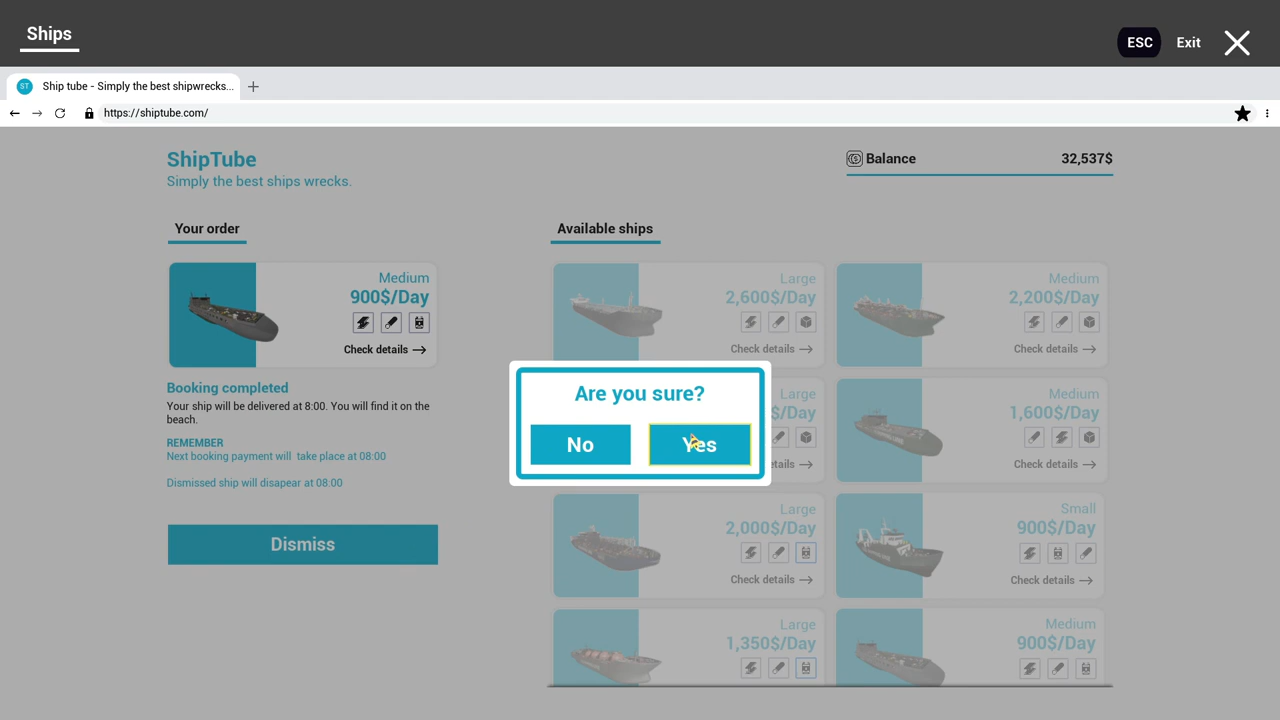 Ships
ESC Exit
ST Ship tube - Simply the best shipwrecks...
https://shiptube.com/
ShipTube
Simply the best ships wrecks.
Balance 32,537$
Your order
Medium
900$/Day
Check details
Booking completed
Your ship will be delivered at 8:00. You will find it on the
beach.
REMEMBER
Next booking payment will take place at 08:00
Dismissed ship will disapear at 08:00
Dismiss
Available ships
Large
2,600$/Day
Check details
Medium
2,200$/Day
Check details
Large
$/Day
etails
Medium
1,600$/Day
Check details
Large
2,000$/Day
Check details
Small
900$/Day
Check details
Large
1,350$/Day
Medium
900$/Day
Are you sure?
No
Yes